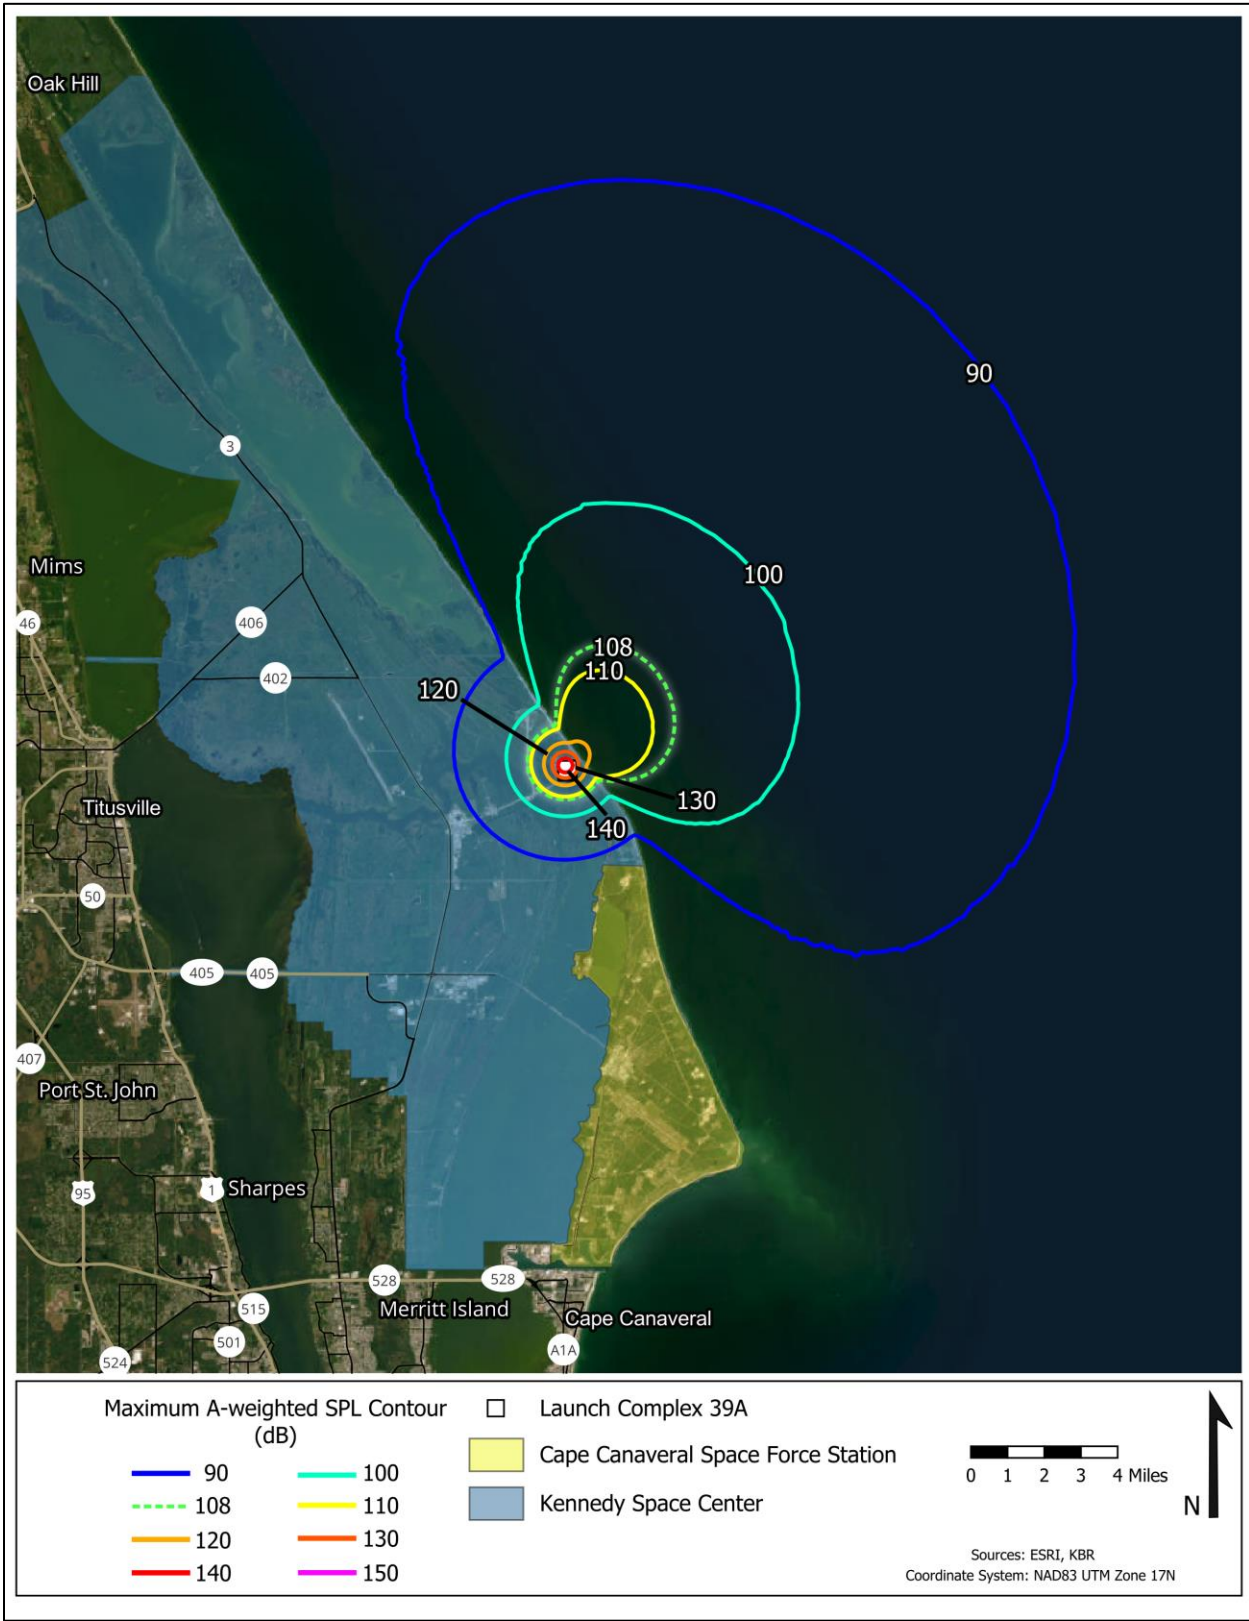 Oak Hill
90
3
Mims
100
46
406
108
110
402
120
130
Titusville
140
50
405
405
407
Port St. John
95
1
Sharpes
528
528
515
Merritt Island
Cape Canaveral
501
A1A
524
Maximum A-weighted SPL Contour
(dB)
90
100
108
110
120
130
140
150
Launch Complex 39A
Cape Canaveral Space Force Station
Kennedy Space Center
0 1 2 3 4 Miles
N
Sources: ESRI, KBR
Coordinate System: NAD83 UTM Zone 17N